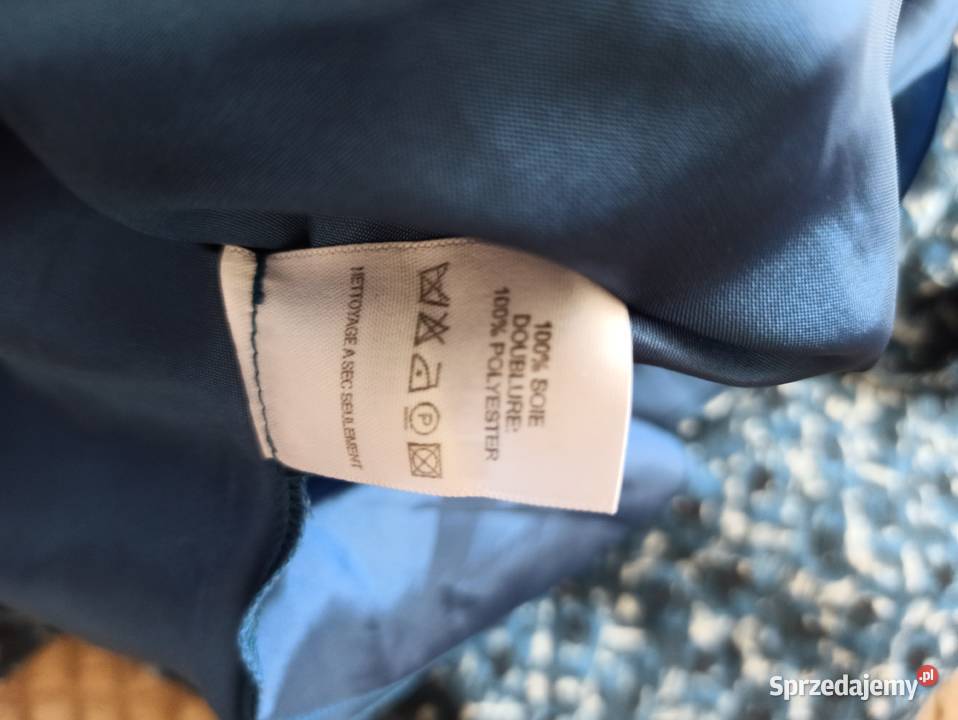 100% SOIE
DOUBLURE:
100% POLYESTER
P
NETTOYAGE A SEC SEULEMENT
Sprzedajemy.pl